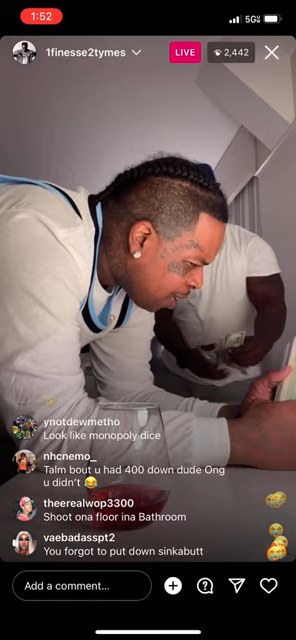 1:52
5G
1finesse2tymes
LIVE
2,442
ynotdewmetho
Look like monopoly dice
nhcnemo_
Talm bout u had 400 down dude Ong
u didn't 😂
theerealwop3300
Shoot ona floor ina Bathroom
vaebadasspt2
You forgot to put down sinkabutt
Add a comment...